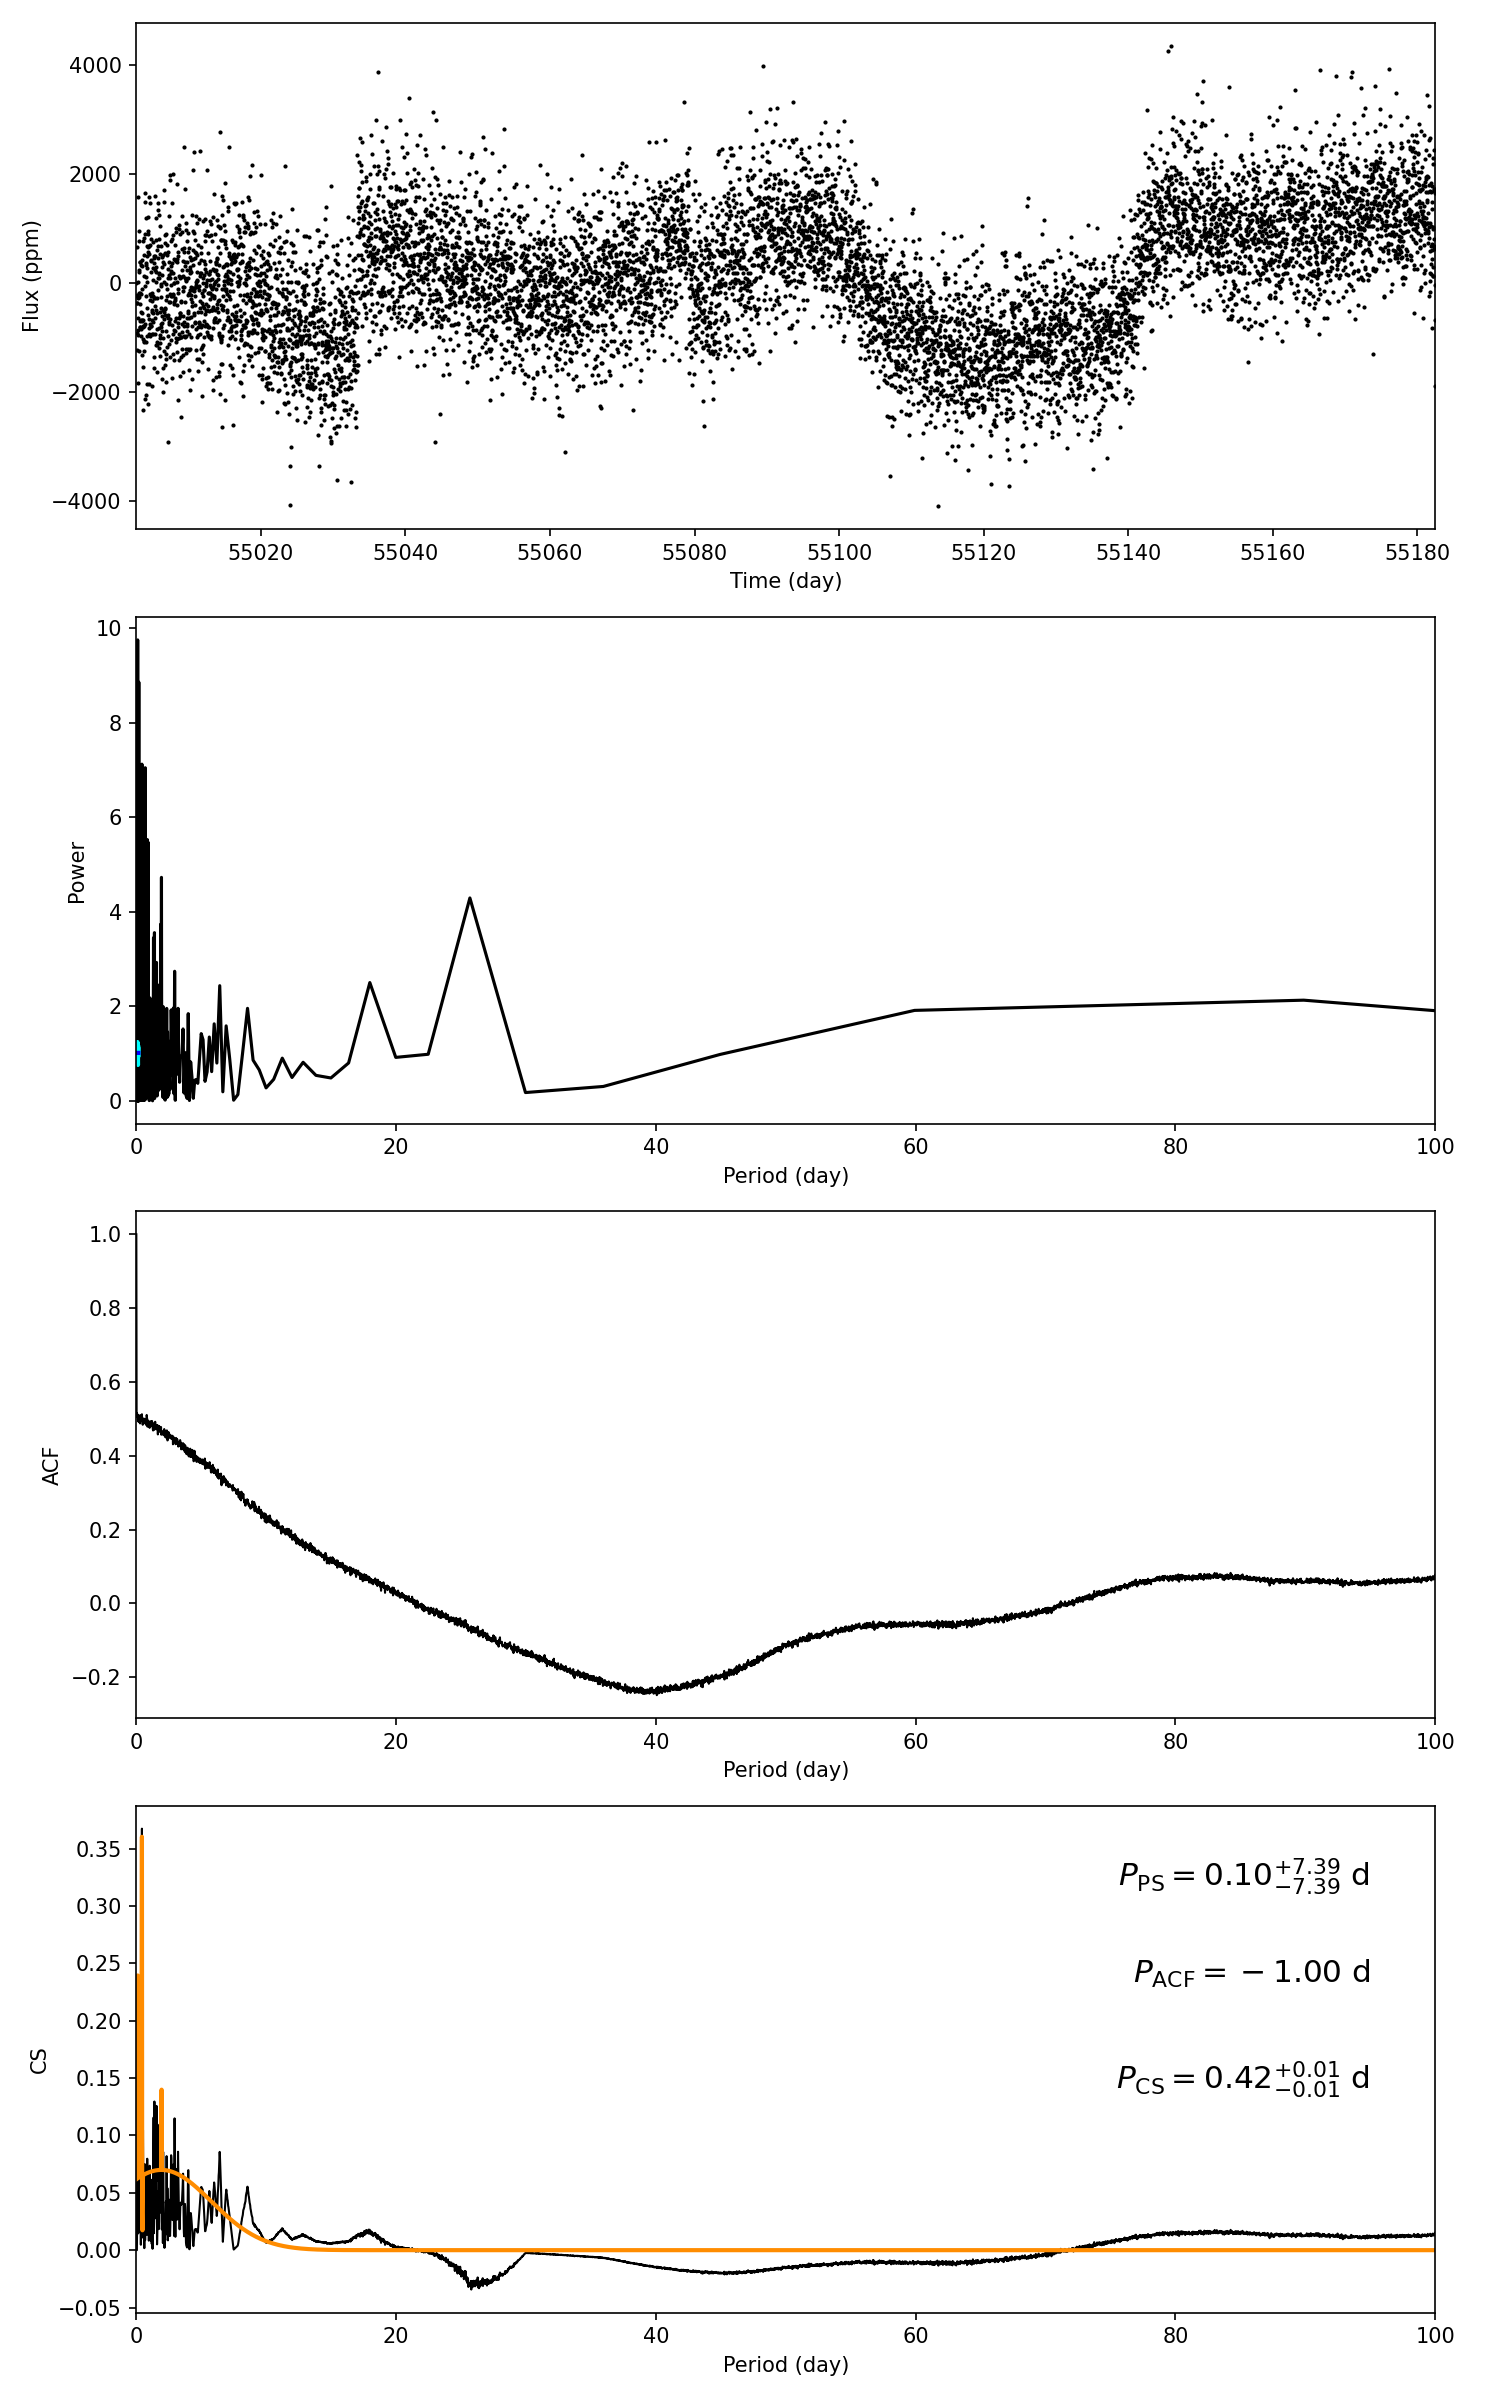 4000
2000
0
−2000
−4000
Flux (ppm)
55020 55040 55060 55080 55100 55120 55140 55160 55180
Time (day)
10
8
6
4
2
0
Power
0 20 40 60 80 100
Period (day)
1.0
0.8
0.6
0.4
0.2
0.0
−0.2
ACF
0 20 40 60 80 100
Period (day)
0.35
0.30
0.25
0.20
0.15
0.10
0.05
0.00
−0.05
CS
P_PS = 0.10^{+7.39}_{−7.39} d
P_ACF = −1.00 d
P_CS = 0.42^{+0.01}_{−0.01} d
0 20 40 60 80 100
Period (day)